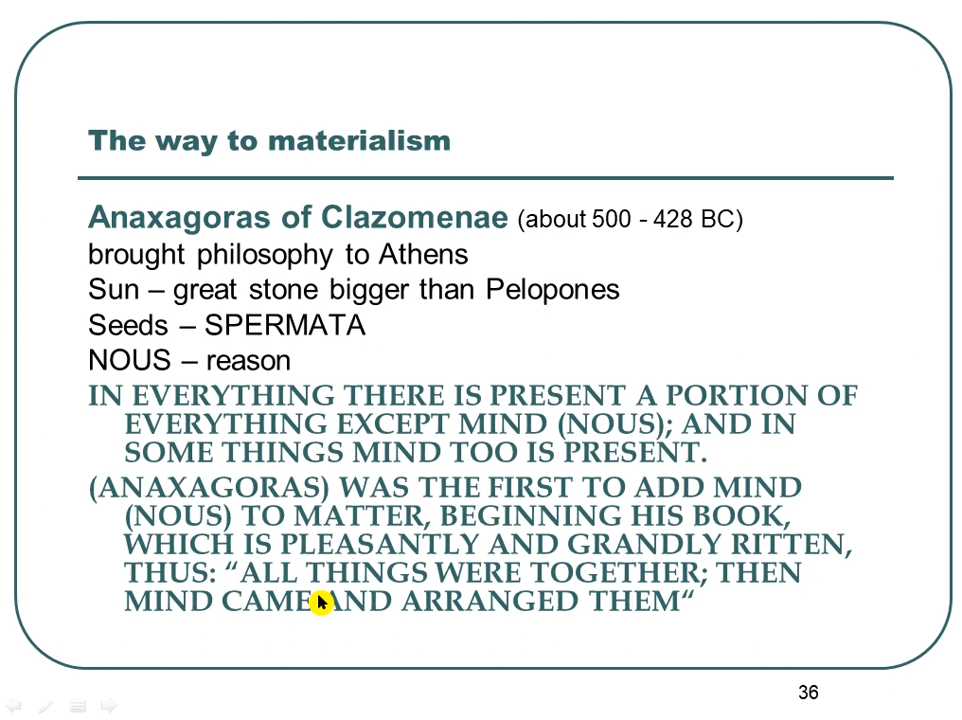 The way to materialism
Anaxagoras of Clazomenae (about 500 - 428 BC)
brought philosophy to Athens
Sun – great stone bigger than Pelopones
Seeds – SPERMATA
NOUS – reason
IN EVERYTHING THERE IS PRESENT A PORTION OF
EVERYTHING EXCEPT MIND (NOUS); AND IN
SOME THINGS MIND TOO IS PRESENT.
(ANAXAGORAS) WAS THE FIRST TO ADD MIND
(NOUS) TO MATTER, BEGINNING HIS BOOK,
WHICH IS PLEASANTLY AND GRANDLY RITTEN,
THUS: “ALL THINGS WERE TOGETHER; THEN
MIND CAME AND ARRANGED THEM“
36